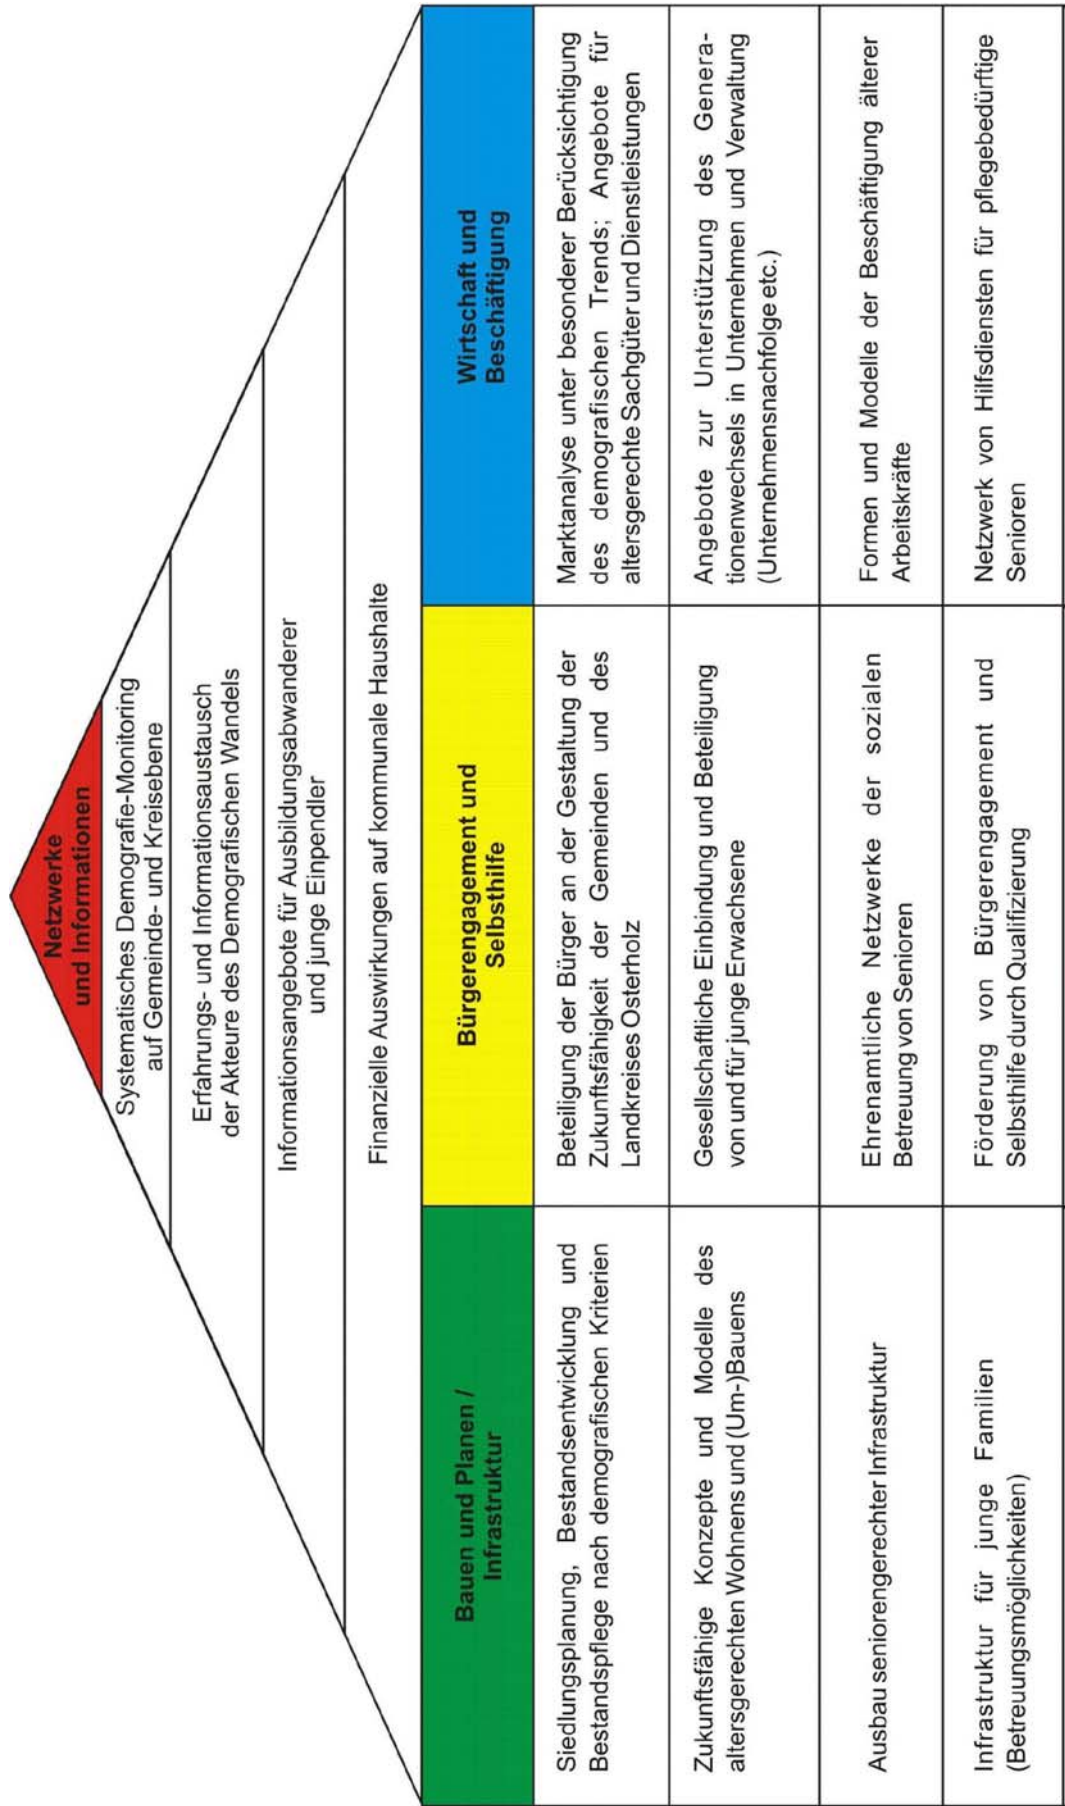 Netzwerke
und Informationen
Systematisches Demografie-Monitoring
auf Gemeinde- und Kreisebene
Erfahrungs- und Informationsaustausch
der Akteure des Demografischen Wandels
Informationsangebote für Ausbildungsabwanderer
und junge Einpendler
Finanzielle Auswirkungen auf kommunale Haushalte
Bauen und Planen /
Infrastruktur
Siedlungsplanung, Bestandsentwicklung und
Bestandspflege nach demografischen Kriterien
Zukunftsfähige Konzepte und Modelle des
altersgerechten Wohnens und (Um-)Bauens
Ausbau seniorengerechter Infrastruktur
Infrastruktur für junge Familien
(Betreuungsmöglichkeiten)
Bürgerengagement und
Selbsthilfe
Beteiligung der Bürger an der Gestaltung der
Zukunftsfähigkeit der Gemeinden und des
Landkreises Osterholz
Gesellschaftliche Einbindung und Beteiligung
von und für junge Erwachsene
Ehrenamtliche Netzwerke der sozialen
Betreuung von Senioren
Förderung von Bürgerengagement und
Selbsthilfe durch Qualifizierung
Wirtschaft und
Beschäftigung
Marktanalyse unter besonderer Berücksichtigung
des demografischen Trends; Angebote für
altersgerechte Sachgüter und Dienstleistungen
Angebote zur Unterstützung des Genera-
tionenwechsels in Unternehmen und Verwaltung
(Unternehmensnachfolge etc.)
Formen und Modelle der Beschäftigung älterer
Arbeitskräfte
Netzwerk von Hilfsdiensten für pflegebedürftige
Senioren